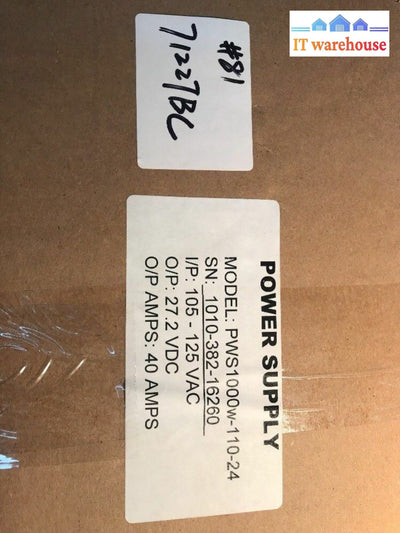 IT warehouse
#81
71227BC
POWER SUPPLY
MODEL: PWS1000w-110-24
SN: 1010-382-16260
I/P: 105 - 125 VAC
O/P: 27.2 VDC
O/P AMPS: 40 AMPS